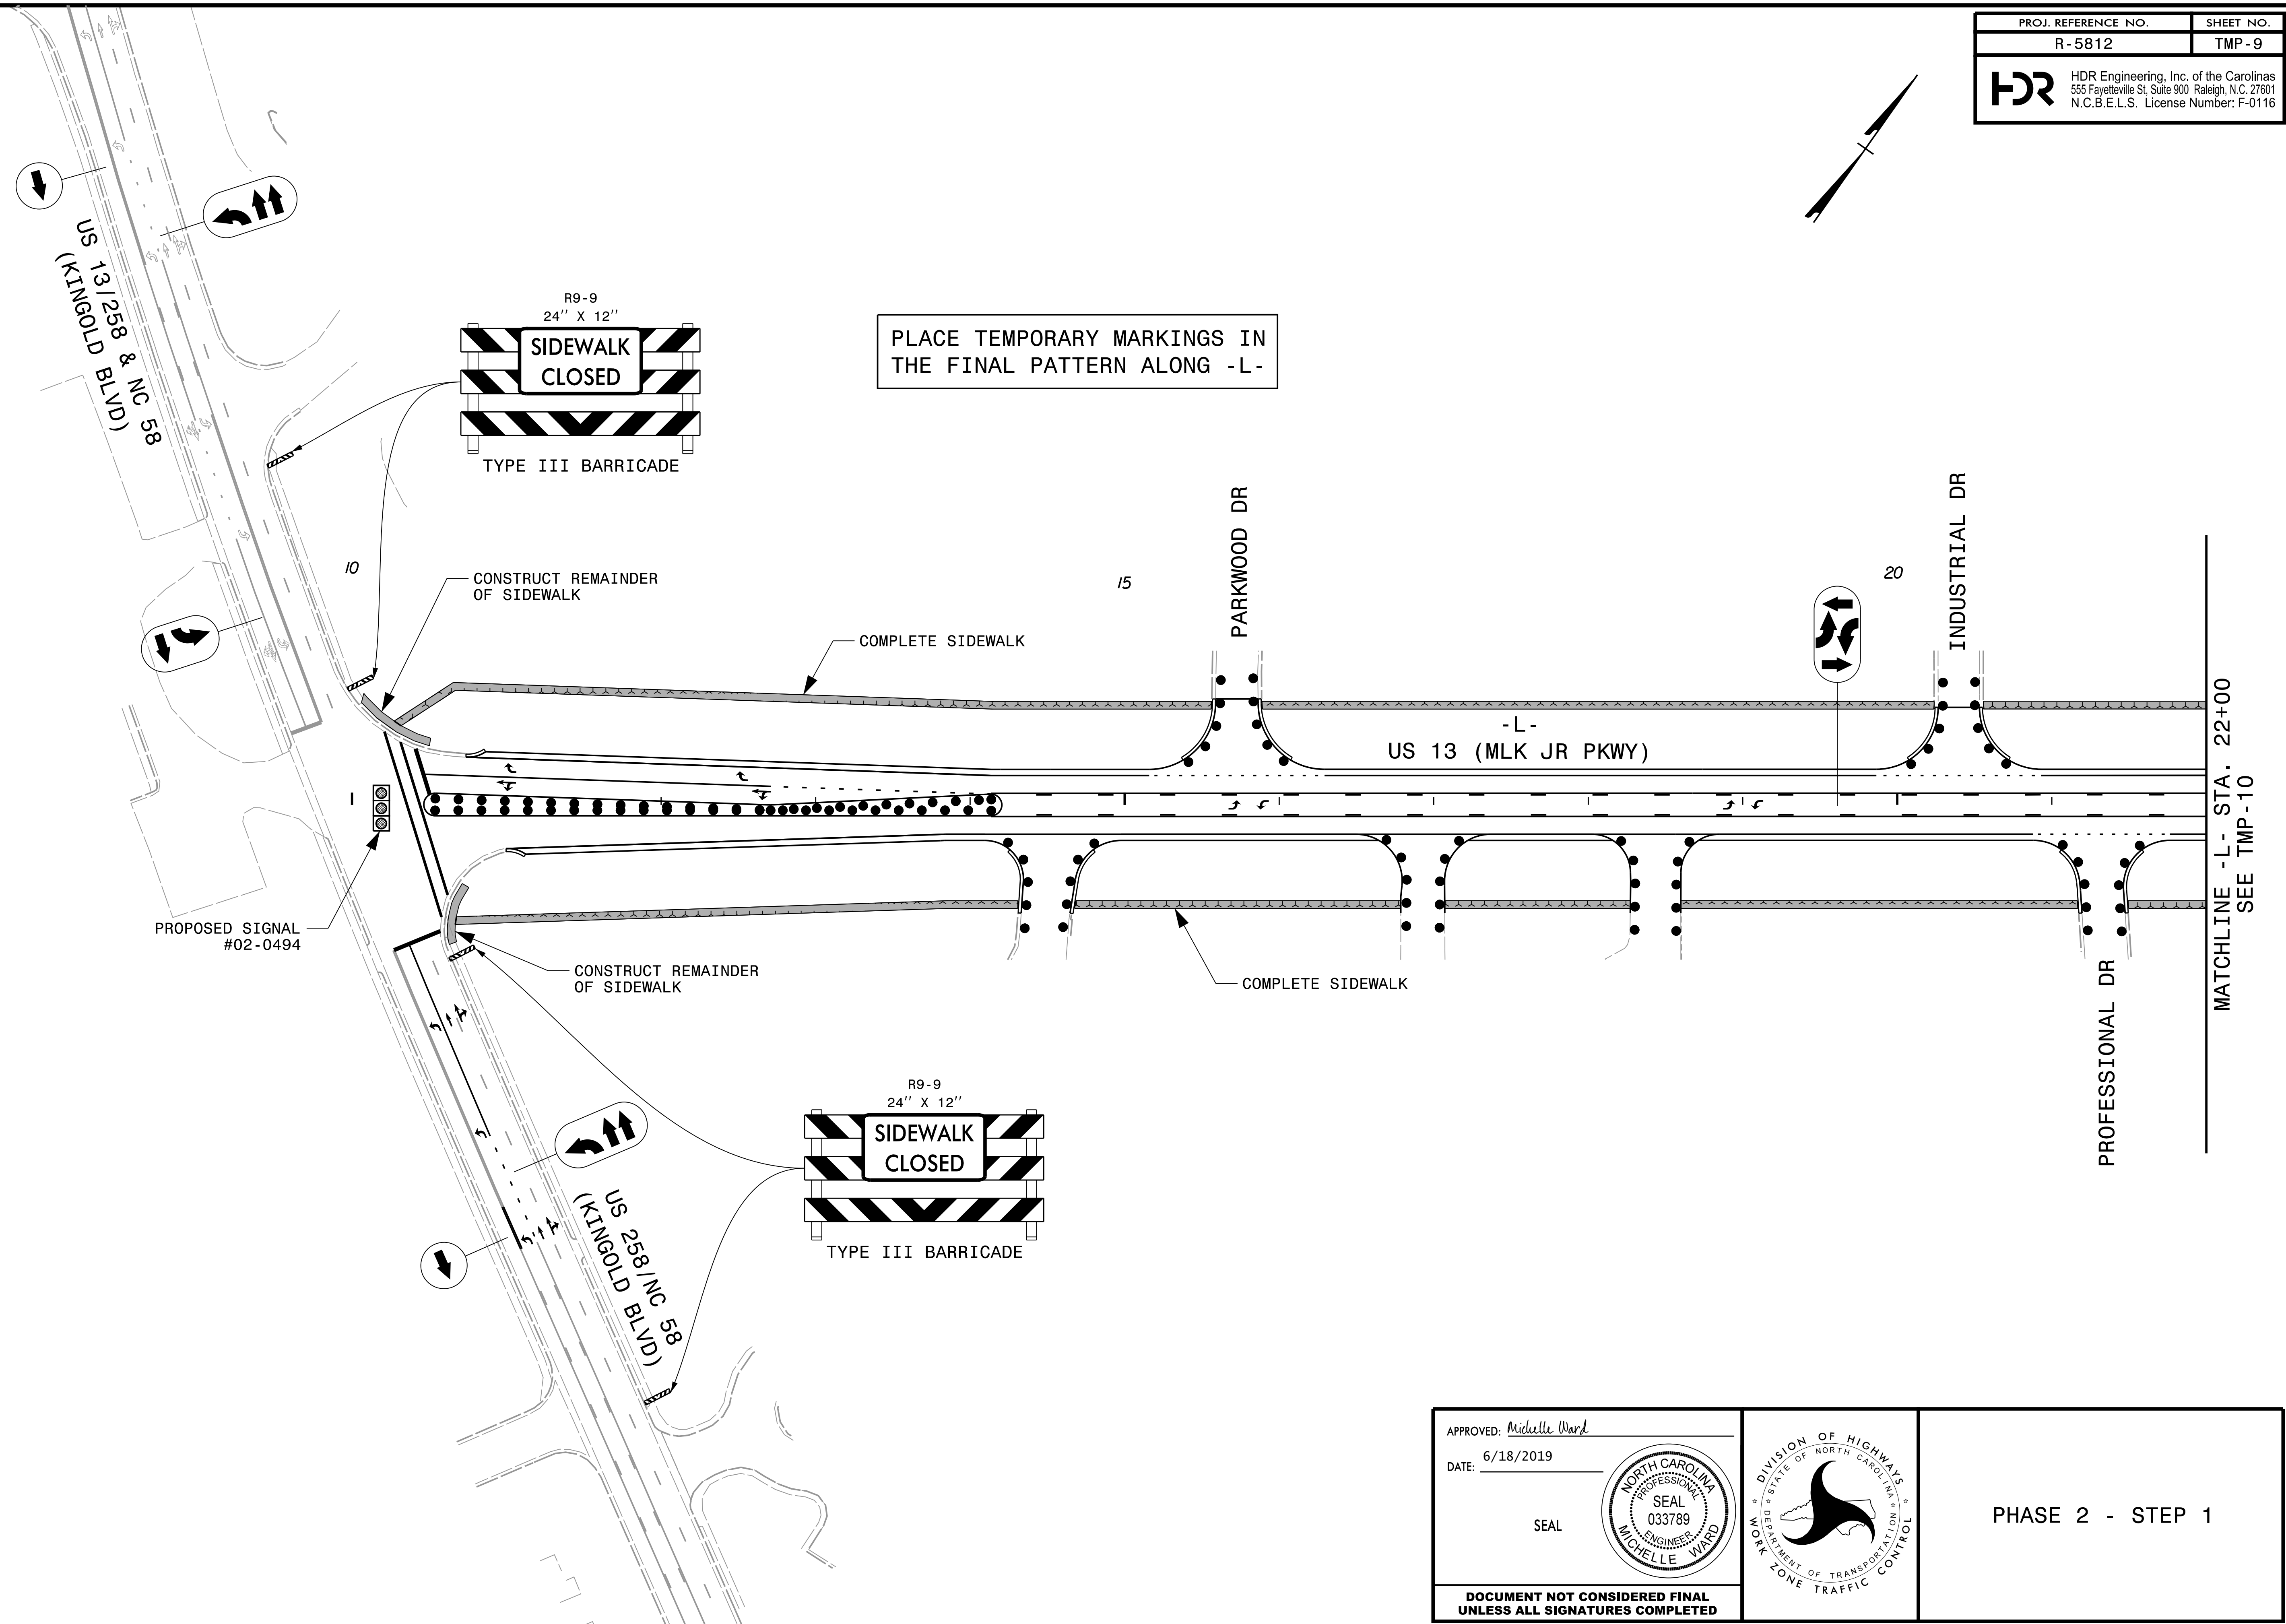 PROJ. REFERENCE NO.
SHEET NO.
R-5812
TMP-9
HDR
HDR Engineering, Inc. of the Carolinas
555 Fayetteville St, Suite 900 Raleigh, N.C. 27601
N.C.B.E.L.S. License Number: F-0116
US 13/258 & NC 58
(KINGOLD BLVD)
R9-9
24'' X 12''
SIDEWALK
CLOSED
TYPE III BARRICADE
PLACE TEMPORARY MARKINGS IN
THE FINAL PATTERN ALONG -L-
10
CONSTRUCT REMAINDER
OF SIDEWALK
COMPLETE SIDEWALK
15
PARKWOOD DR
20
INDUSTRIAL DR
-L-
US 13 (MLK JR PKWY)
MATCHLINE -L- STA. 22+00
SEE TMP-10
PROPOSED SIGNAL
#02-0494
CONSTRUCT REMAINDER
OF SIDEWALK
COMPLETE SIDEWALK
PROFESSIONAL DR
R9-9
24'' X 12''
SIDEWALK
CLOSED
TYPE III BARRICADE
US 258/NC 58
(KINGOLD BLVD)
APPROVED: Michelle Ward
DATE: 6/18/2019
SEAL
NORTH CAROLINA
PROFESSIONAL
SEAL
033789
ENGINEER
MICHELLE WARD
DOCUMENT NOT CONSIDERED FINAL
UNLESS ALL SIGNATURES COMPLETED
DIVISION OF HIGHWAYS
STATE OF NORTH CAROLINA
DEPARTMENT OF TRANSPORTATION
WORK ZONE TRAFFIC CONTROL
PHASE 2 - STEP 1